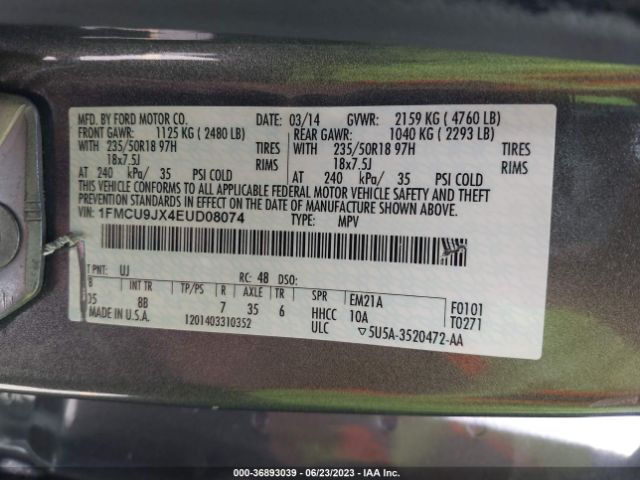 MFD. BY FORD MOTOR CO. DATE: 03/14 GVWR: 2159 KG ( 4760 LB)
FRONT GAWR: 1125 KG ( 2480 LB) REAR GAWR: 1040 KG ( 2293 LB)
WITH 235/50R18 97H TIRES WITH 235/50R18 97H TIRES
18x7.5J RIMS 18x7.5J RIMS
AT 240 kPa/ 35 PSI COLD AT 240 kPa/ 35 PSI COLD
THIS VEHICLE CONFORMS TO ALL APPLICABLE FEDERAL MOTOR VEHICLE SAFETY AND THEFT
PREVENTION STANDARDS IN EFFECT ON THE DATE OF MANUFACTURE SHOWN ABOVE.
VIN: 1FMCU9JX4EUD08074 TYPE: MPV
T PNT: UJ RC: 48 DSO:
B INT TR TP/PS R AXLE TR SPR EM21A F0101
35 8B 7 35 6 HHCC 10A T0271
1201403310352 ULC ▽5U5A-3520472-AA
000-36893039 | 06/23/2023 | IAA Inc.